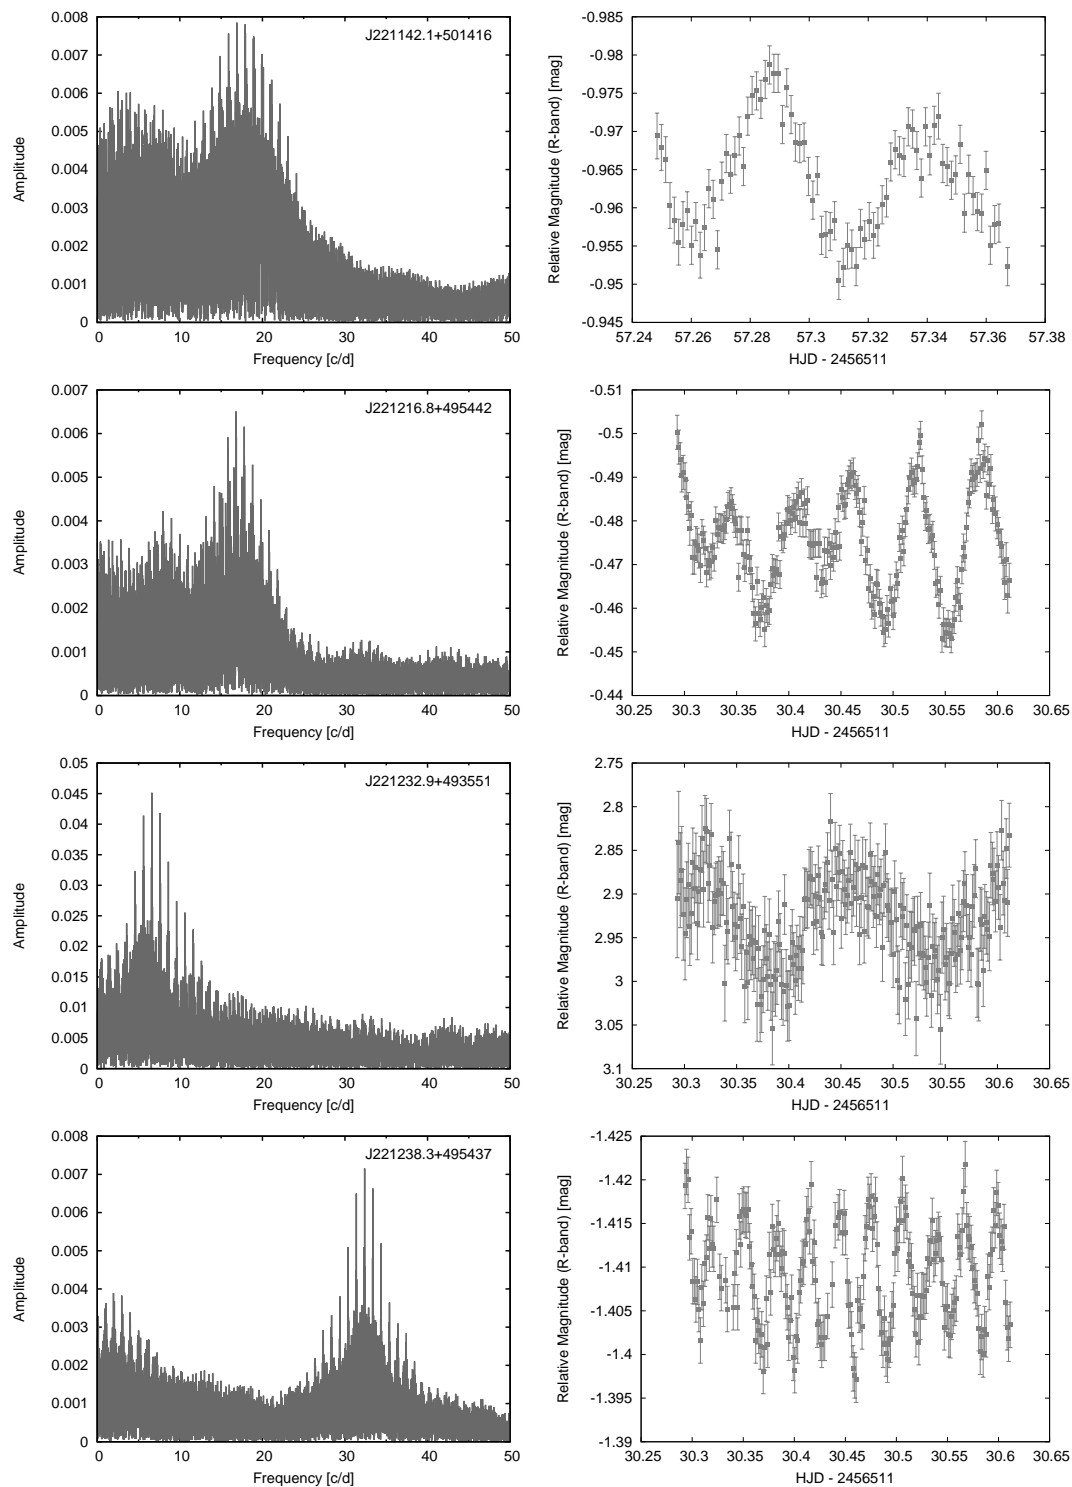 J221142.1+501416
Amplitude
0.008
0.007
0.006
0.005
0.004
0.003
0.002
0.001
0
0 10 20 30 40 50
Frequency [c/d]
Relative Magnitude (R-band) [mag]
-0.985
-0.98
-0.975
-0.97
-0.965
-0.96
-0.955
-0.95
-0.945
57.24 57.26 57.28 57.3 57.32 57.34 57.36 57.38
HJD - 2456511
J221216.8+495442
Amplitude
0.007
0.006
0.005
0.004
0.003
0.002
0.001
0
0 10 20 30 40 50
Frequency [c/d]
Relative Magnitude (R-band) [mag]
-0.51
-0.5
-0.49
-0.48
-0.47
-0.46
-0.45
-0.44
30.25 30.3 30.35 30.4 30.45 30.5 30.55 30.6 30.65
HJD - 2456511
J221232.9+493551
Amplitude
0.05
0.045
0.04
0.035
0.03
0.025
0.02
0.015
0.01
0.005
0
0 10 20 30 40 50
Frequency [c/d]
Relative Magnitude (R-band) [mag]
2.75
2.8
2.85
2.9
2.95
3
3.05
3.1
30.25 30.3 30.35 30.4 30.45 30.5 30.55 30.6 30.65
HJD - 2456511
J221238.3+495437
Amplitude
0.008
0.007
0.006
0.005
0.004
0.003
0.002
0.001
0
0 10 20 30 40 50
Frequency [c/d]
Relative Magnitude (R-band) [mag]
-1.425
-1.42
-1.415
-1.41
-1.405
-1.4
-1.395
-1.39
30.25 30.3 30.35 30.4 30.45 30.5 30.55 30.6 30.65
HJD - 2456511